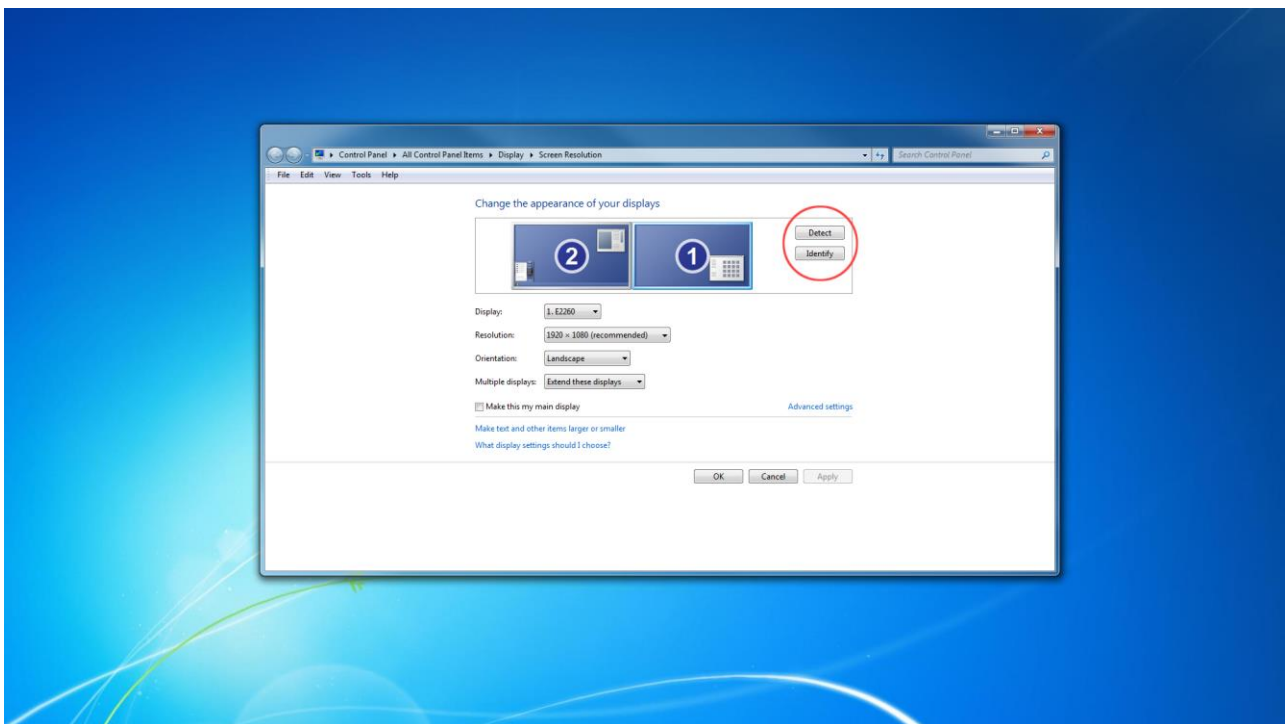 Control Panel ▸ All Control Panel Items ▸ Display ▸ Screen Resolution
Search Control Panel
File Edit View Tools Help
Change the appearance of your displays
2 1
Detect
Identify
Display: 1. E2260
Resolution: 1920 × 1080 (recommended)
Orientation: Landscape
Multiple displays: Extend these displays
Make this my main display
Advanced settings
Make text and other items larger or smaller
What display settings should I choose?
OK Cancel Apply